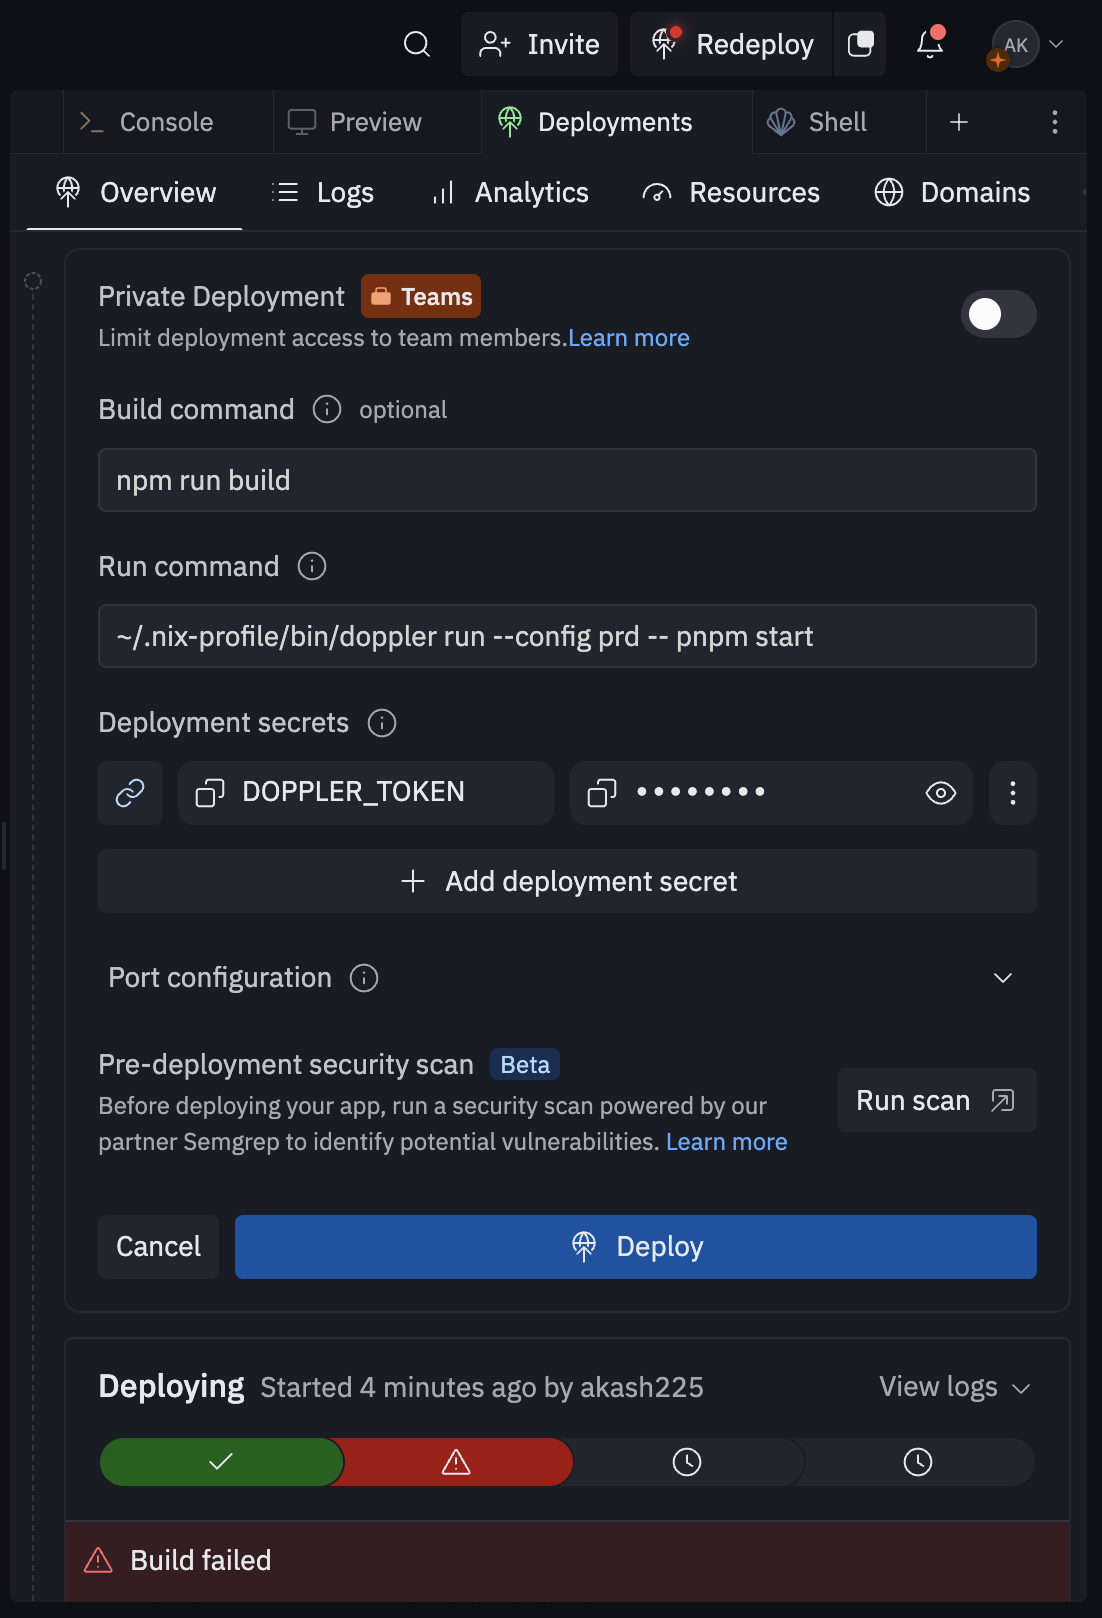 Invite
Redeploy
AK
Console
Preview
Deployments
Shell
Overview
Logs
Analytics
Resources
Domains
Private Deployment
Teams
Limit deployment access to team members.Learn more
Build command
optional
npm run build
Run command
~/.nix-profile/bin/doppler run --config prd -- pnpm start
Deployment secrets
DOPPLER_TOKEN
••••••••
Add deployment secret
Port configuration
Pre-deployment security scan
Beta
Before deploying your app, run a security scan powered by our
partner Semgrep to identify potential vulnerabilities. Learn more
Run scan
Cancel
Deploy
Deploying Started 4 minutes ago by akash225
View logs
Build failed